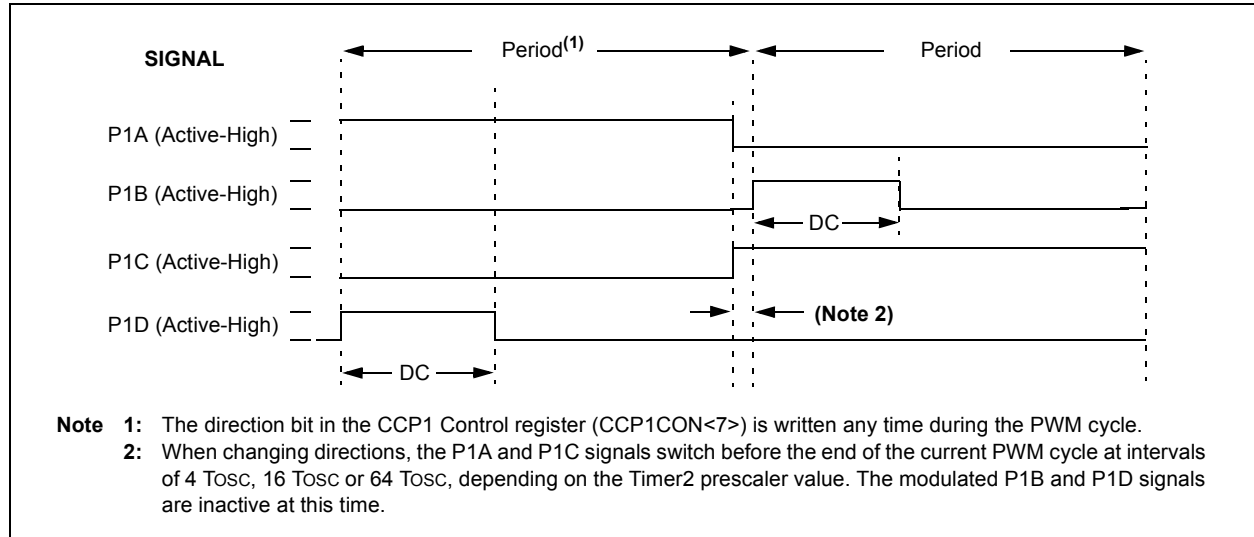 SIGNAL
Period(1)
Period
P1A (Active-High)
P1B (Active-High)
DC
P1C (Active-High)
P1D (Active-High)
(Note 2)
DC
Note 1: The direction bit in the CCP1 Control register (CCP1CON<7>) is written any time during the PWM cycle.
2: When changing directions, the P1A and P1C signals switch before the end of the current PWM cycle at intervals
of 4 TOSC, 16 TOSC or 64 TOSC, depending on the Timer2 prescaler value. The modulated P1B and P1D signals
are inactive at this time.